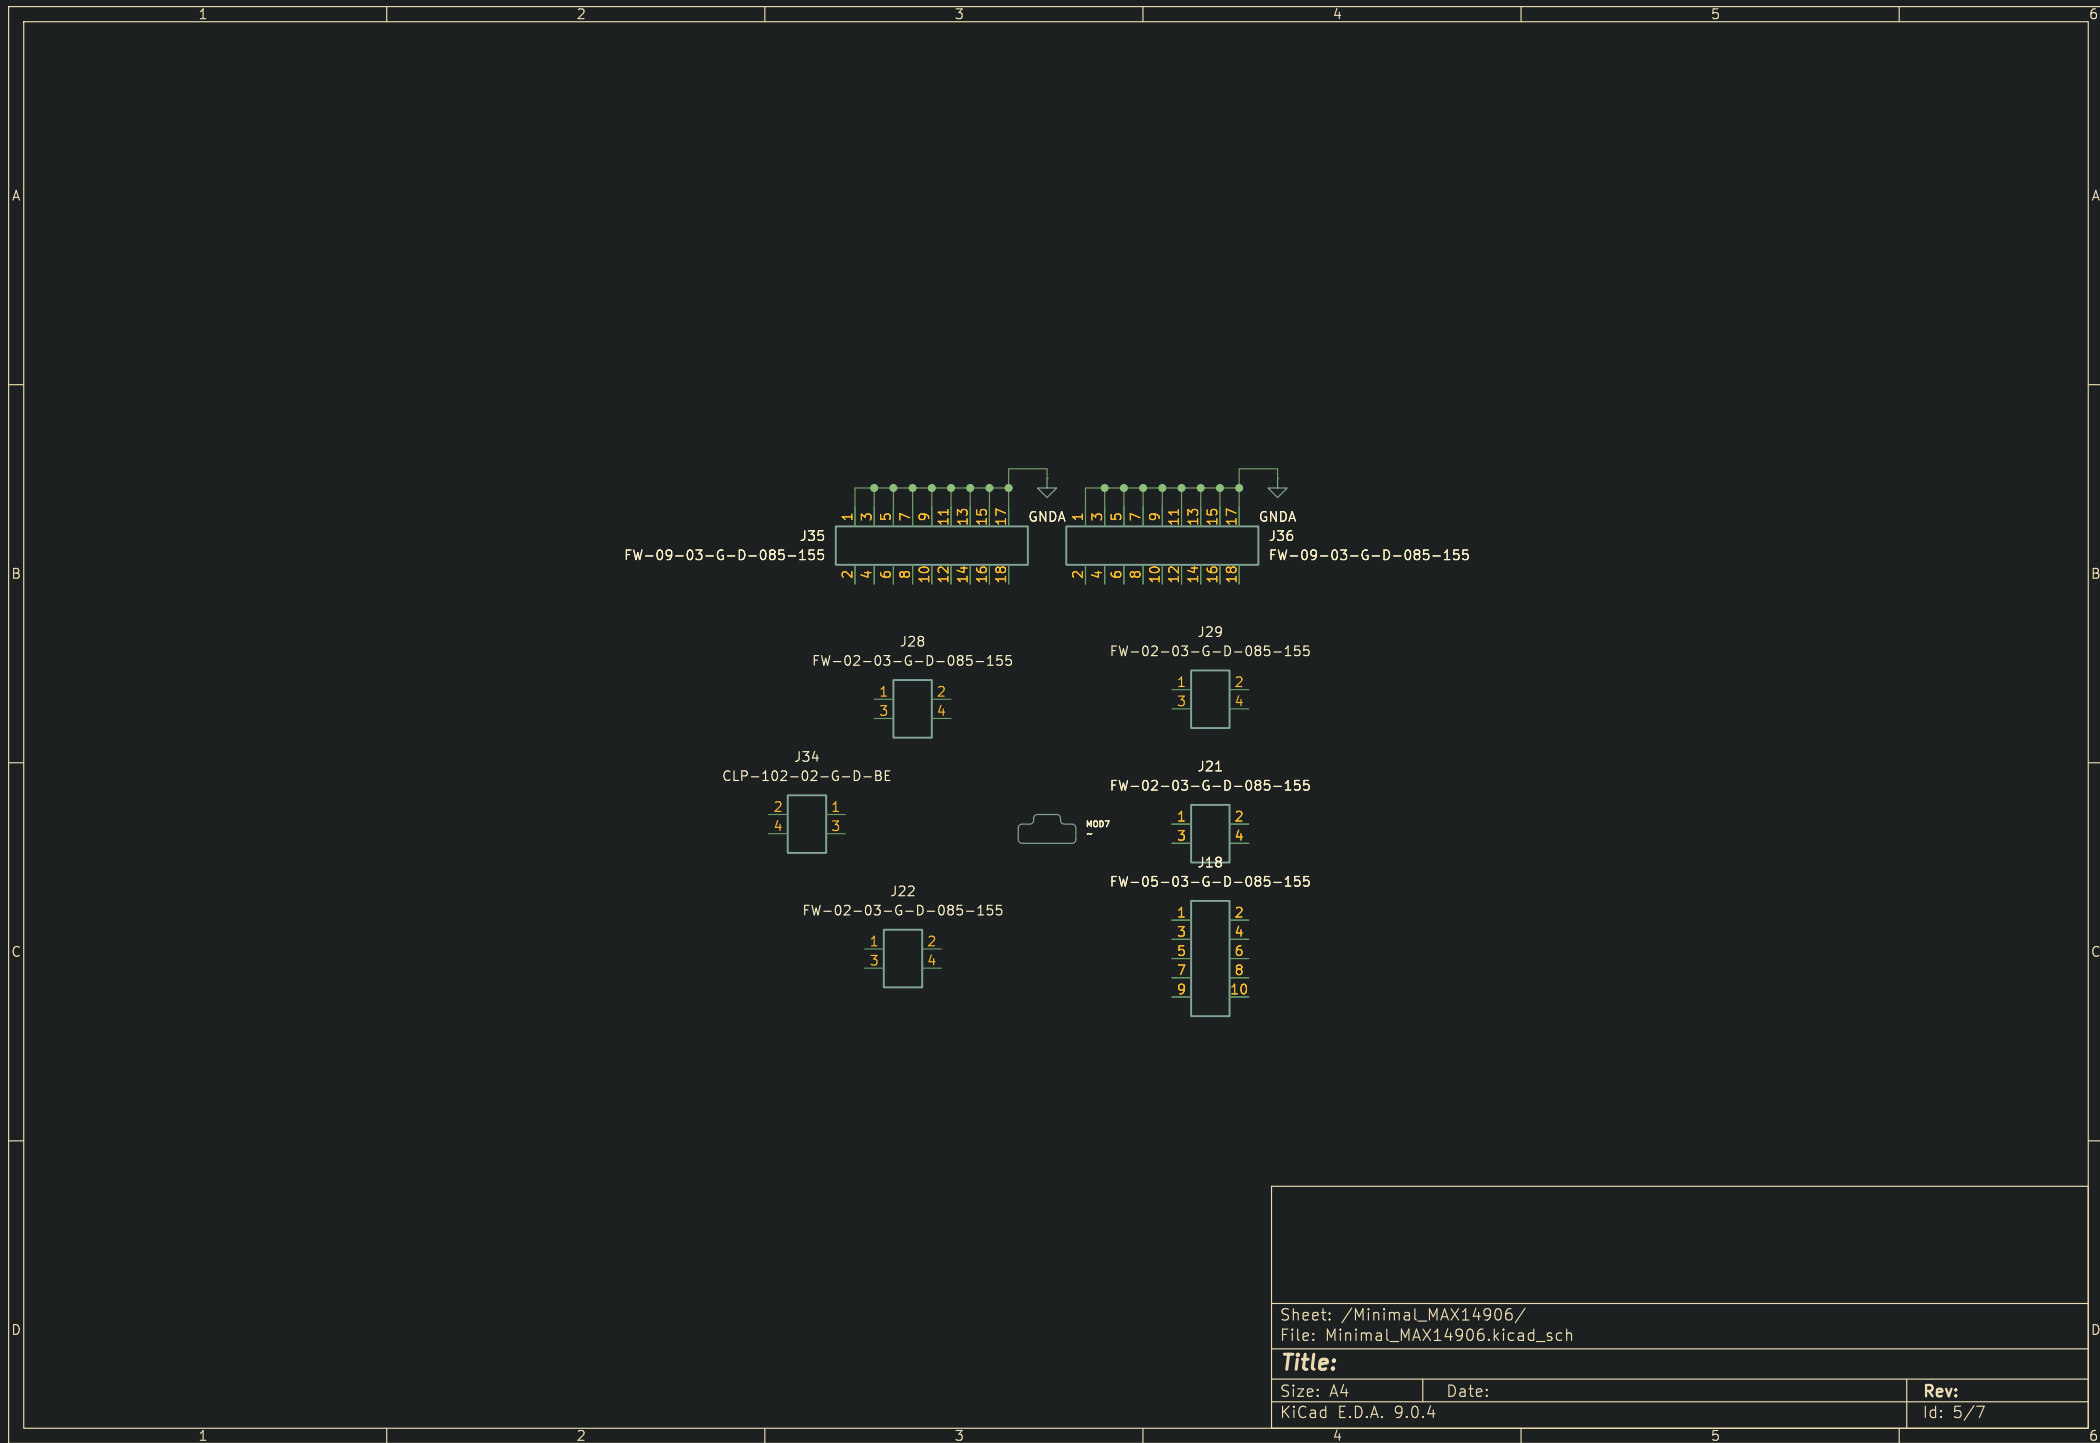 1 2 3 4 5 6
A A
GNDA GNDA
1 3 5 7 9 11 13 15 17 1 3 5 7 9 11 13 15 17
J35 J36
FW-09-03-G-D-085-155 FW-09-03-G-D-085-155
2 4 6 8 10 12 14 16 18 2 4 6 8 10 12 14 16 18
B B
J28
FW-02-03-G-D-085-155
1 2
3 4
J29
FW-02-03-G-D-085-155
1 2
3 4
J34
CLP-102-02-G-D-BE
2 1
4 3
MOD7
~
J21
FW-02-03-G-D-085-155
1 2
3 4
J22
FW-02-03-G-D-085-155
1 2
3 4
J18
FW-05-03-G-D-085-155
1 2
3 4
5 6
7 8
9 10
C C
D D
Sheet: /Minimal_MAX14906/
File: Minimal_MAX14906.kicad_sch
Title:
Size: A4 Date: Rev:
KiCad E.D.A. 9.0.4 Id: 5/7
1 2 3 4 5 6